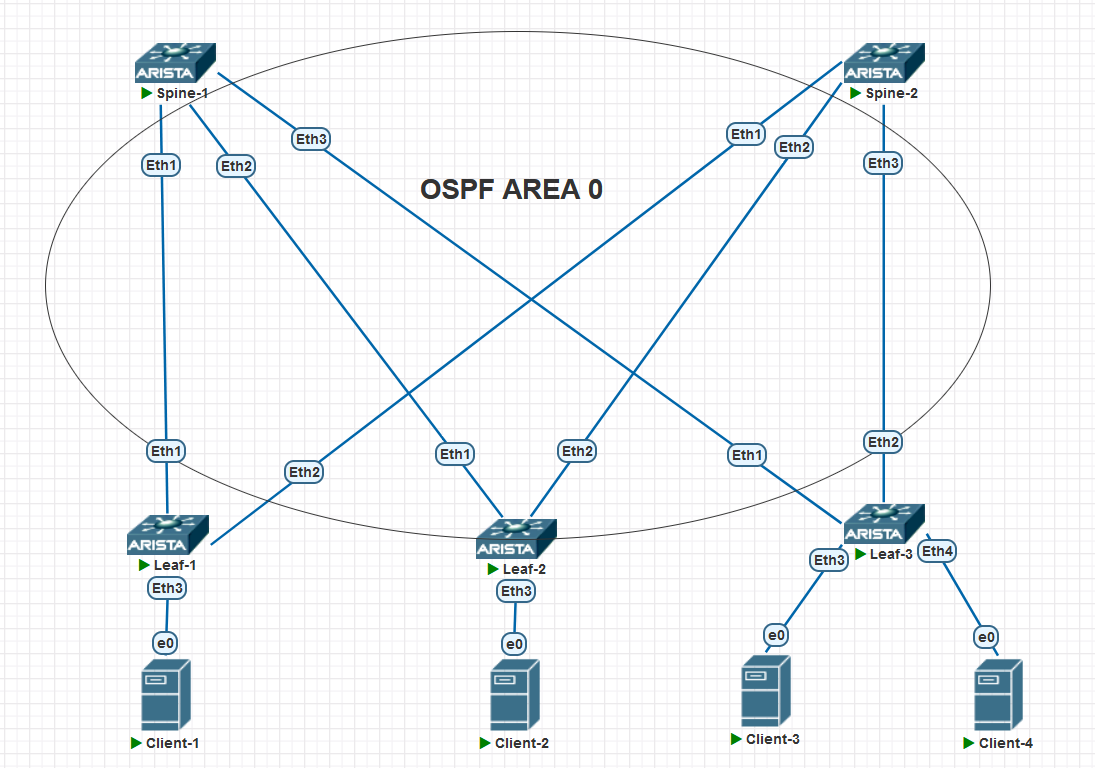 ARISTA
ARISTA
Spine-1
Spine-2
Eth3
Eth1
Eth2
Eth1
Eth2
Eth3
OSPF AREA 0
Eth1
Eth2
Eth1
Eth2
Eth1
Eth2
ARISTA
ARISTA
ARISTA
Leaf-1
Leaf-2
Leaf-3
Eth3
Eth4
Eth3
Eth3
e0
e0
e0
e0
Client-1
Client-2
Client-3
Client-4